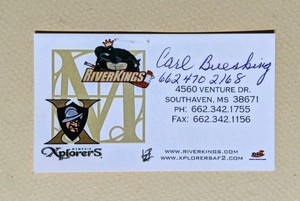 RIVERKINGS
Carl Buesking
662 470 2168
4560 VENTURE DR.
SOUTHAVEN, MS 38671
PH: 662.342.1755
FAX: 662.342.1156
M
X
MEMPHIS
XPLORERS
WWW.RIVERKINGS.COM
WWW.XPLORERSAF2.COM